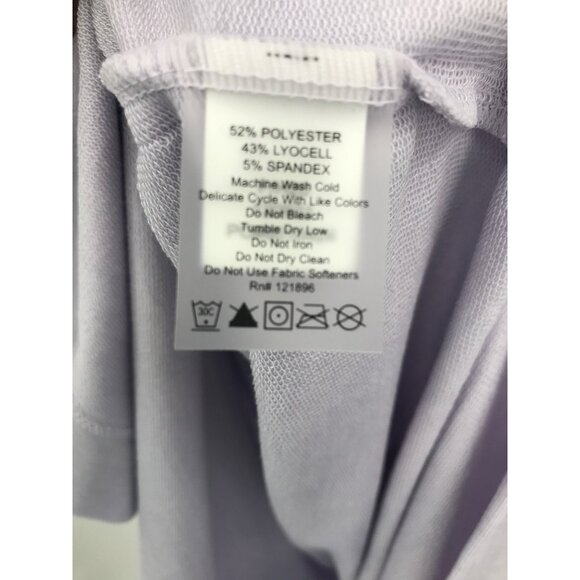 52% POLYESTER
43% LYOCELL
5% SPANDEX
Machine Wash Cold
Delicate Cycle With Like Colors
Do Not Bleach
Tumble Dry Low
Do Not Iron
Do Not Dry Clean
Do Not Use Fabric Softeners
Rn# 121896
30C